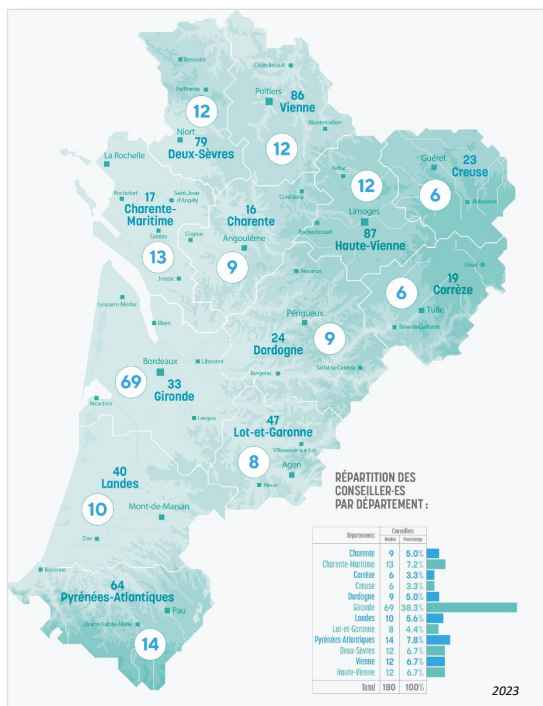 Bressuire
Châtellerault
Parthenay
Poitiers
86
Vienne
12
Montmorillon
Niort
79
Deux-Sèvres
12
La Rochelle
Guéret
23
Creuse
Bellac
12
6
Rochefort
Saint-Jean
d'Angély
17
Charente-
Maritime
Confolens
16
Charente
Limoges
Aubusson
Saintes
Cognac
Angoulême
Rochechouart
87
Haute-Vienne
13
9
Jonzac
Nontron
Ussel
19
Corrèze
6
Lesparre-Médoc
Périgueux
Tulle
Blaye
24
Dordogne
9
Brive-la-Gaillarde
Bordeaux
Libourne
Bergerac
Sarlat-la-Canéda
69
33
Gironde
Arcachon
Langon
47
Lot-et-Garonne
Villeneuve-sur-Lot
8
Agen
Nérac
40
Landes
10
Mont-de-Marsan
Dax
Bayonne
64
Pyrénées-Atlantiques
Pau
Oloron-Sainte-Marie
14
RÉPARTITION DES
CONSEILLER·ES
PAR DÉPARTEMENT :
Départements Conseillers
Nombre Pourcentage
Charente 9 5.0%
Charente-Maritime 13 7.2%
Corrèze 6 3.3%
Creuse 6 3.3%
Dordogne 9 5.0%
Gironde 69 38.3%
Landes 10 5.6%
Lot-et-Garonne 8 4.4%
Pyrénées-Atlantiques 14 7.8%
Deux-Sèvres 12 6.7%
Vienne 12 6.7%
Haute-Vienne 12 6.7%
Total 180 100%
2023